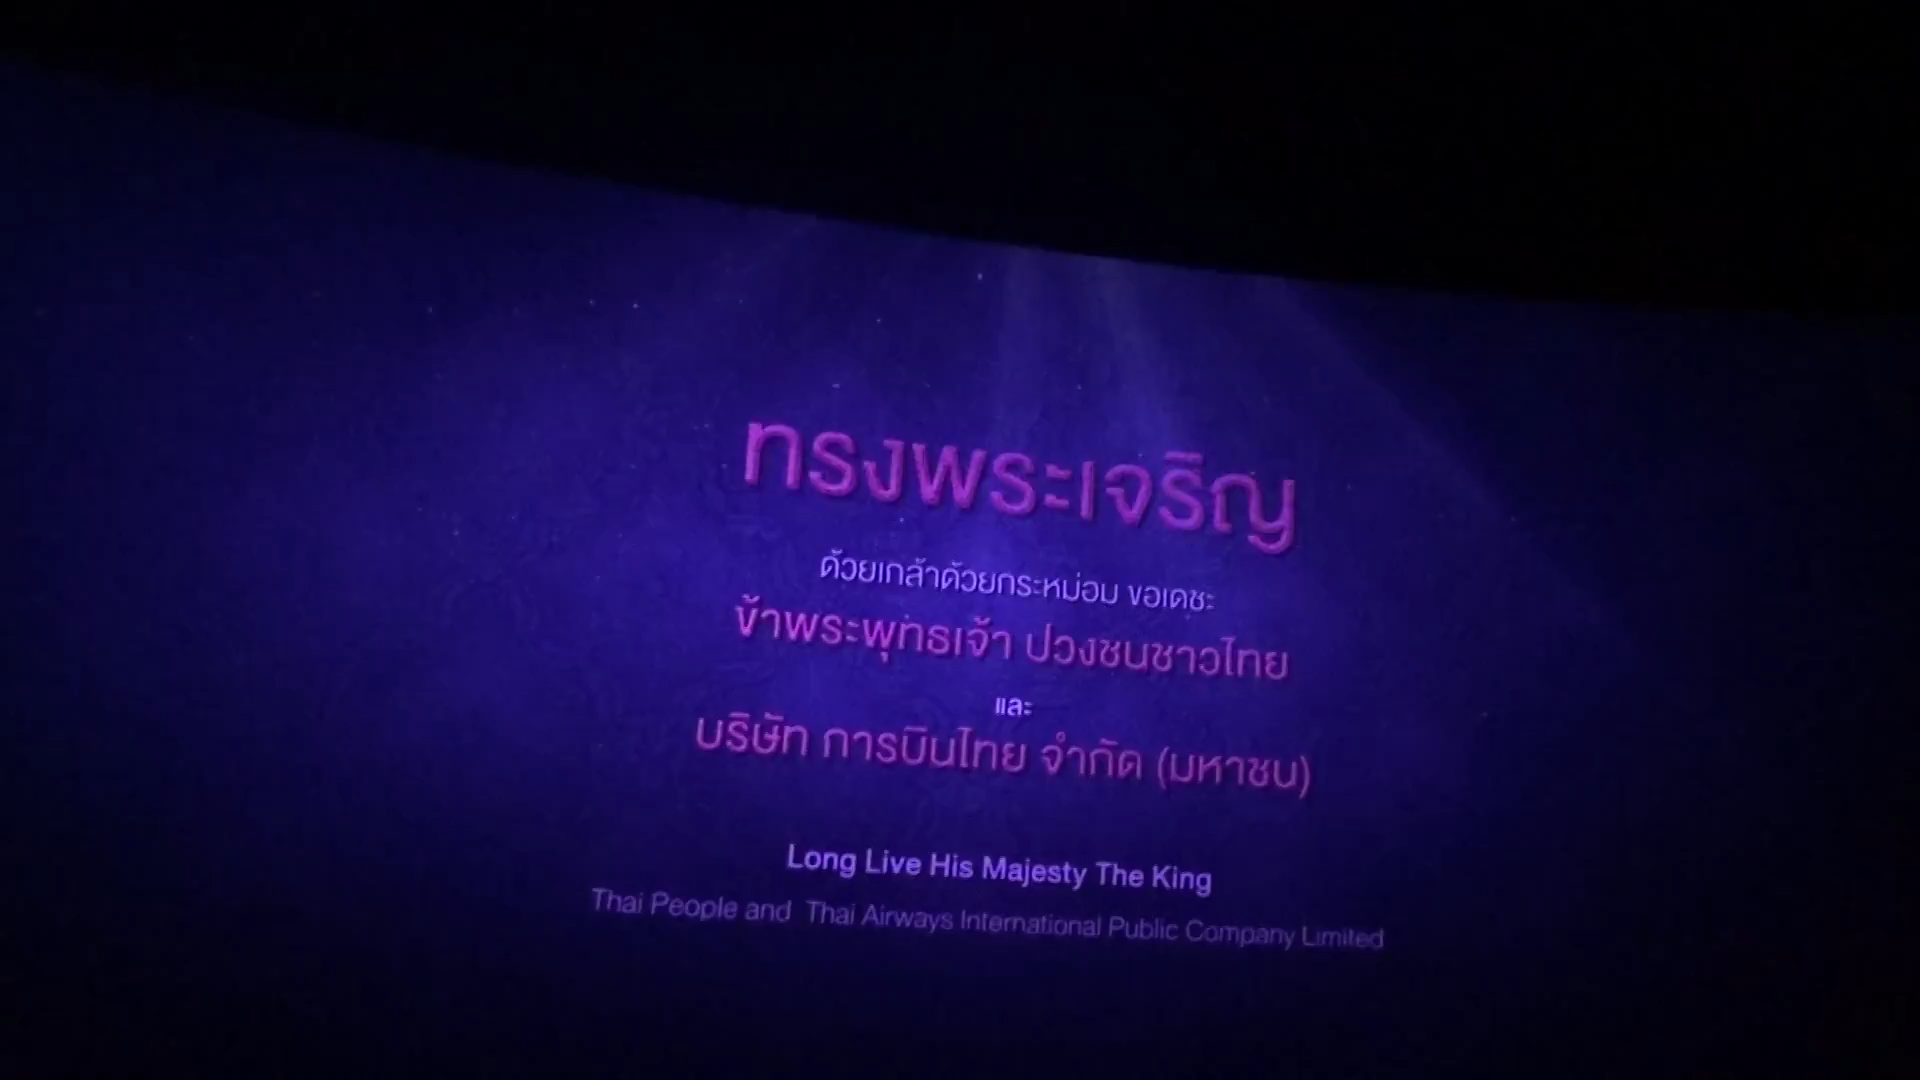 ทรงพระเจริญ
ด้วยเกล้าด้วยกระหม่อม ขอเดชะ
ข้าพระพุทธเจ้า ปวงชนชาวไทย
และ
บริษัท การบินไทย จำกัด (มหาชน)
Long Live His Majesty The King
Thai People and Thai Airways International Public Company Limited